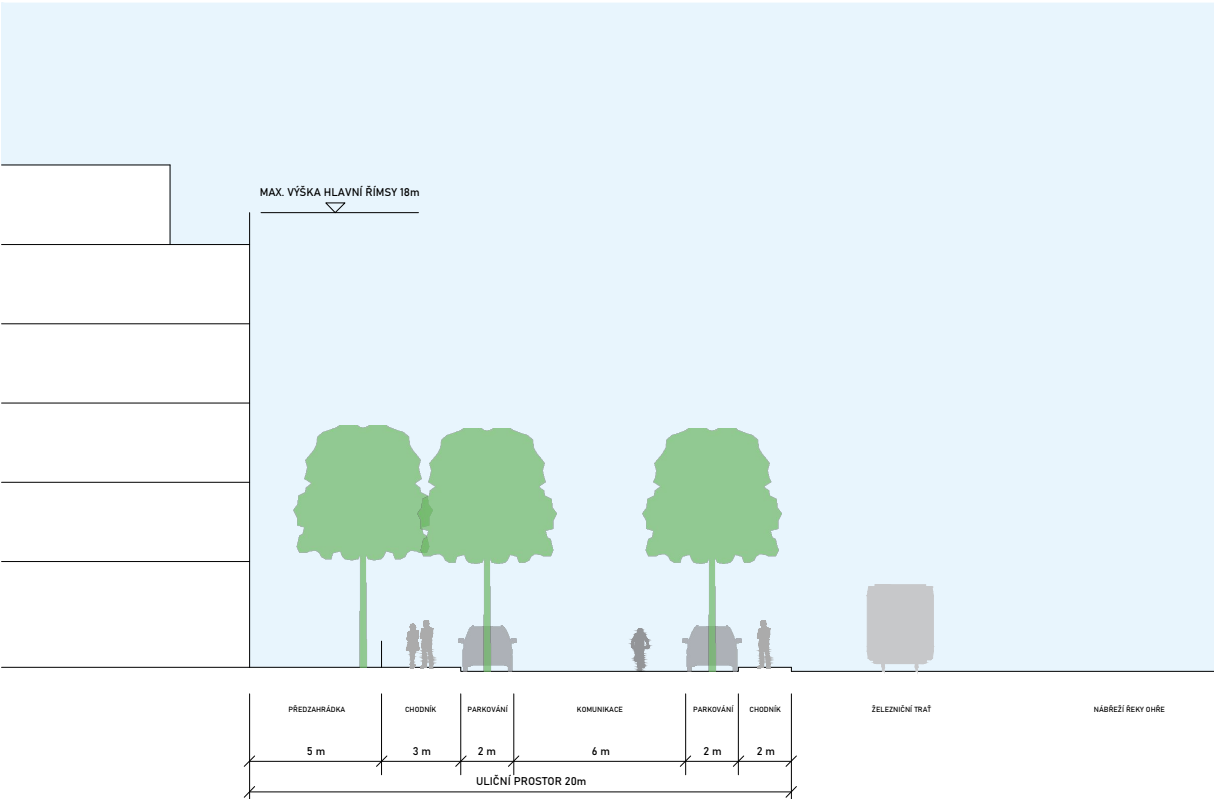 MAX. VÝŠKA HLAVNÍ ŘÍMSY 18m
PŘEDZAHRÁDKA CHODNÍK PARKOVÁNÍ KOMUNIKACE PARKOVÁNÍ CHODNÍK ŽELEZNIČNÍ TRAŤ NÁBŘEŽÍ ŘEKY OHŘE
5 m 3 m 2 m 6 m 2 m 2 m
ULIČNÍ PROSTOR 20m